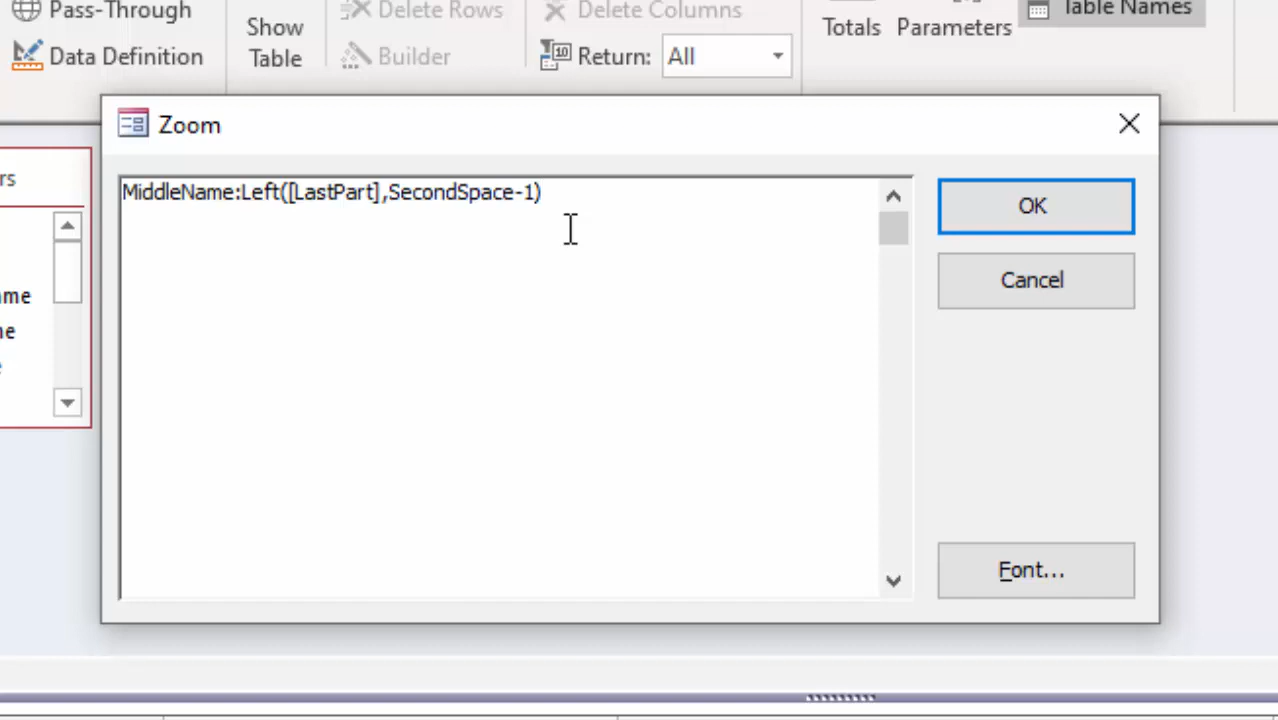 Pass-Through
Data Definition
Show
Table
Delete Rows
Builder
Delete Columns
Return: All
Totals
Parameters
Table Names
Zoom
MiddleName:Left([LastPart],SecondSpace-1)
OK
Cancel
Font...